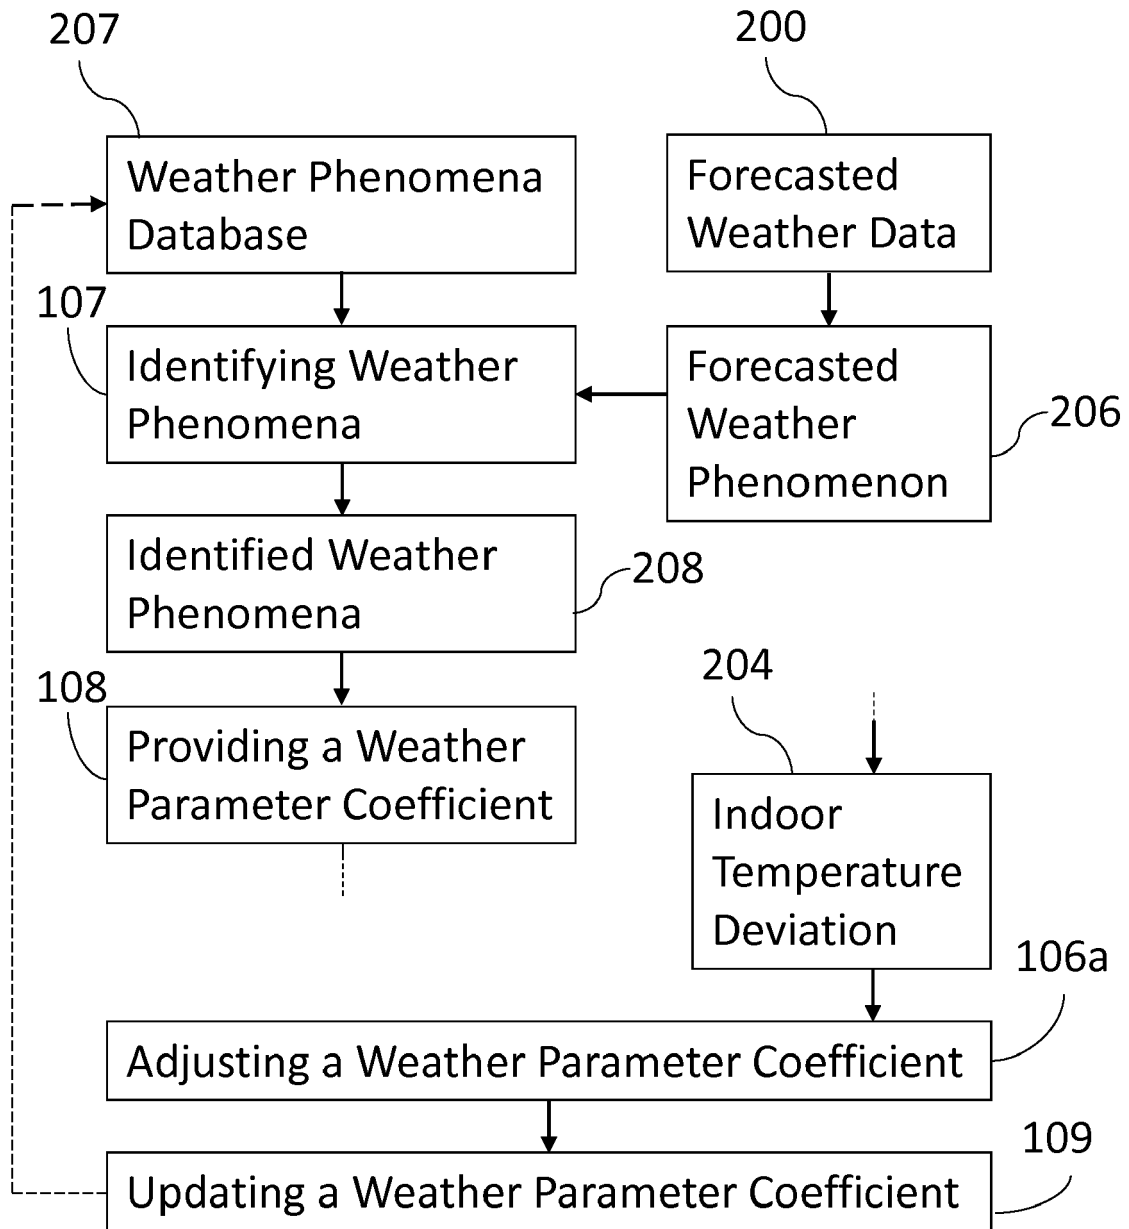 207
200
Weather Phenomena
Database
Forecasted
Weather Data
107
Identifying Weather
Phenomena
Forecasted
Weather
Phenomenon
206
Identified Weather
Phenomena
208
204
108
Providing a Weather
Parameter Coefficient
Indoor
Temperature
Deviation
106a
Adjusting a Weather Parameter Coefficient
109
Updating a Weather Parameter Coefficient